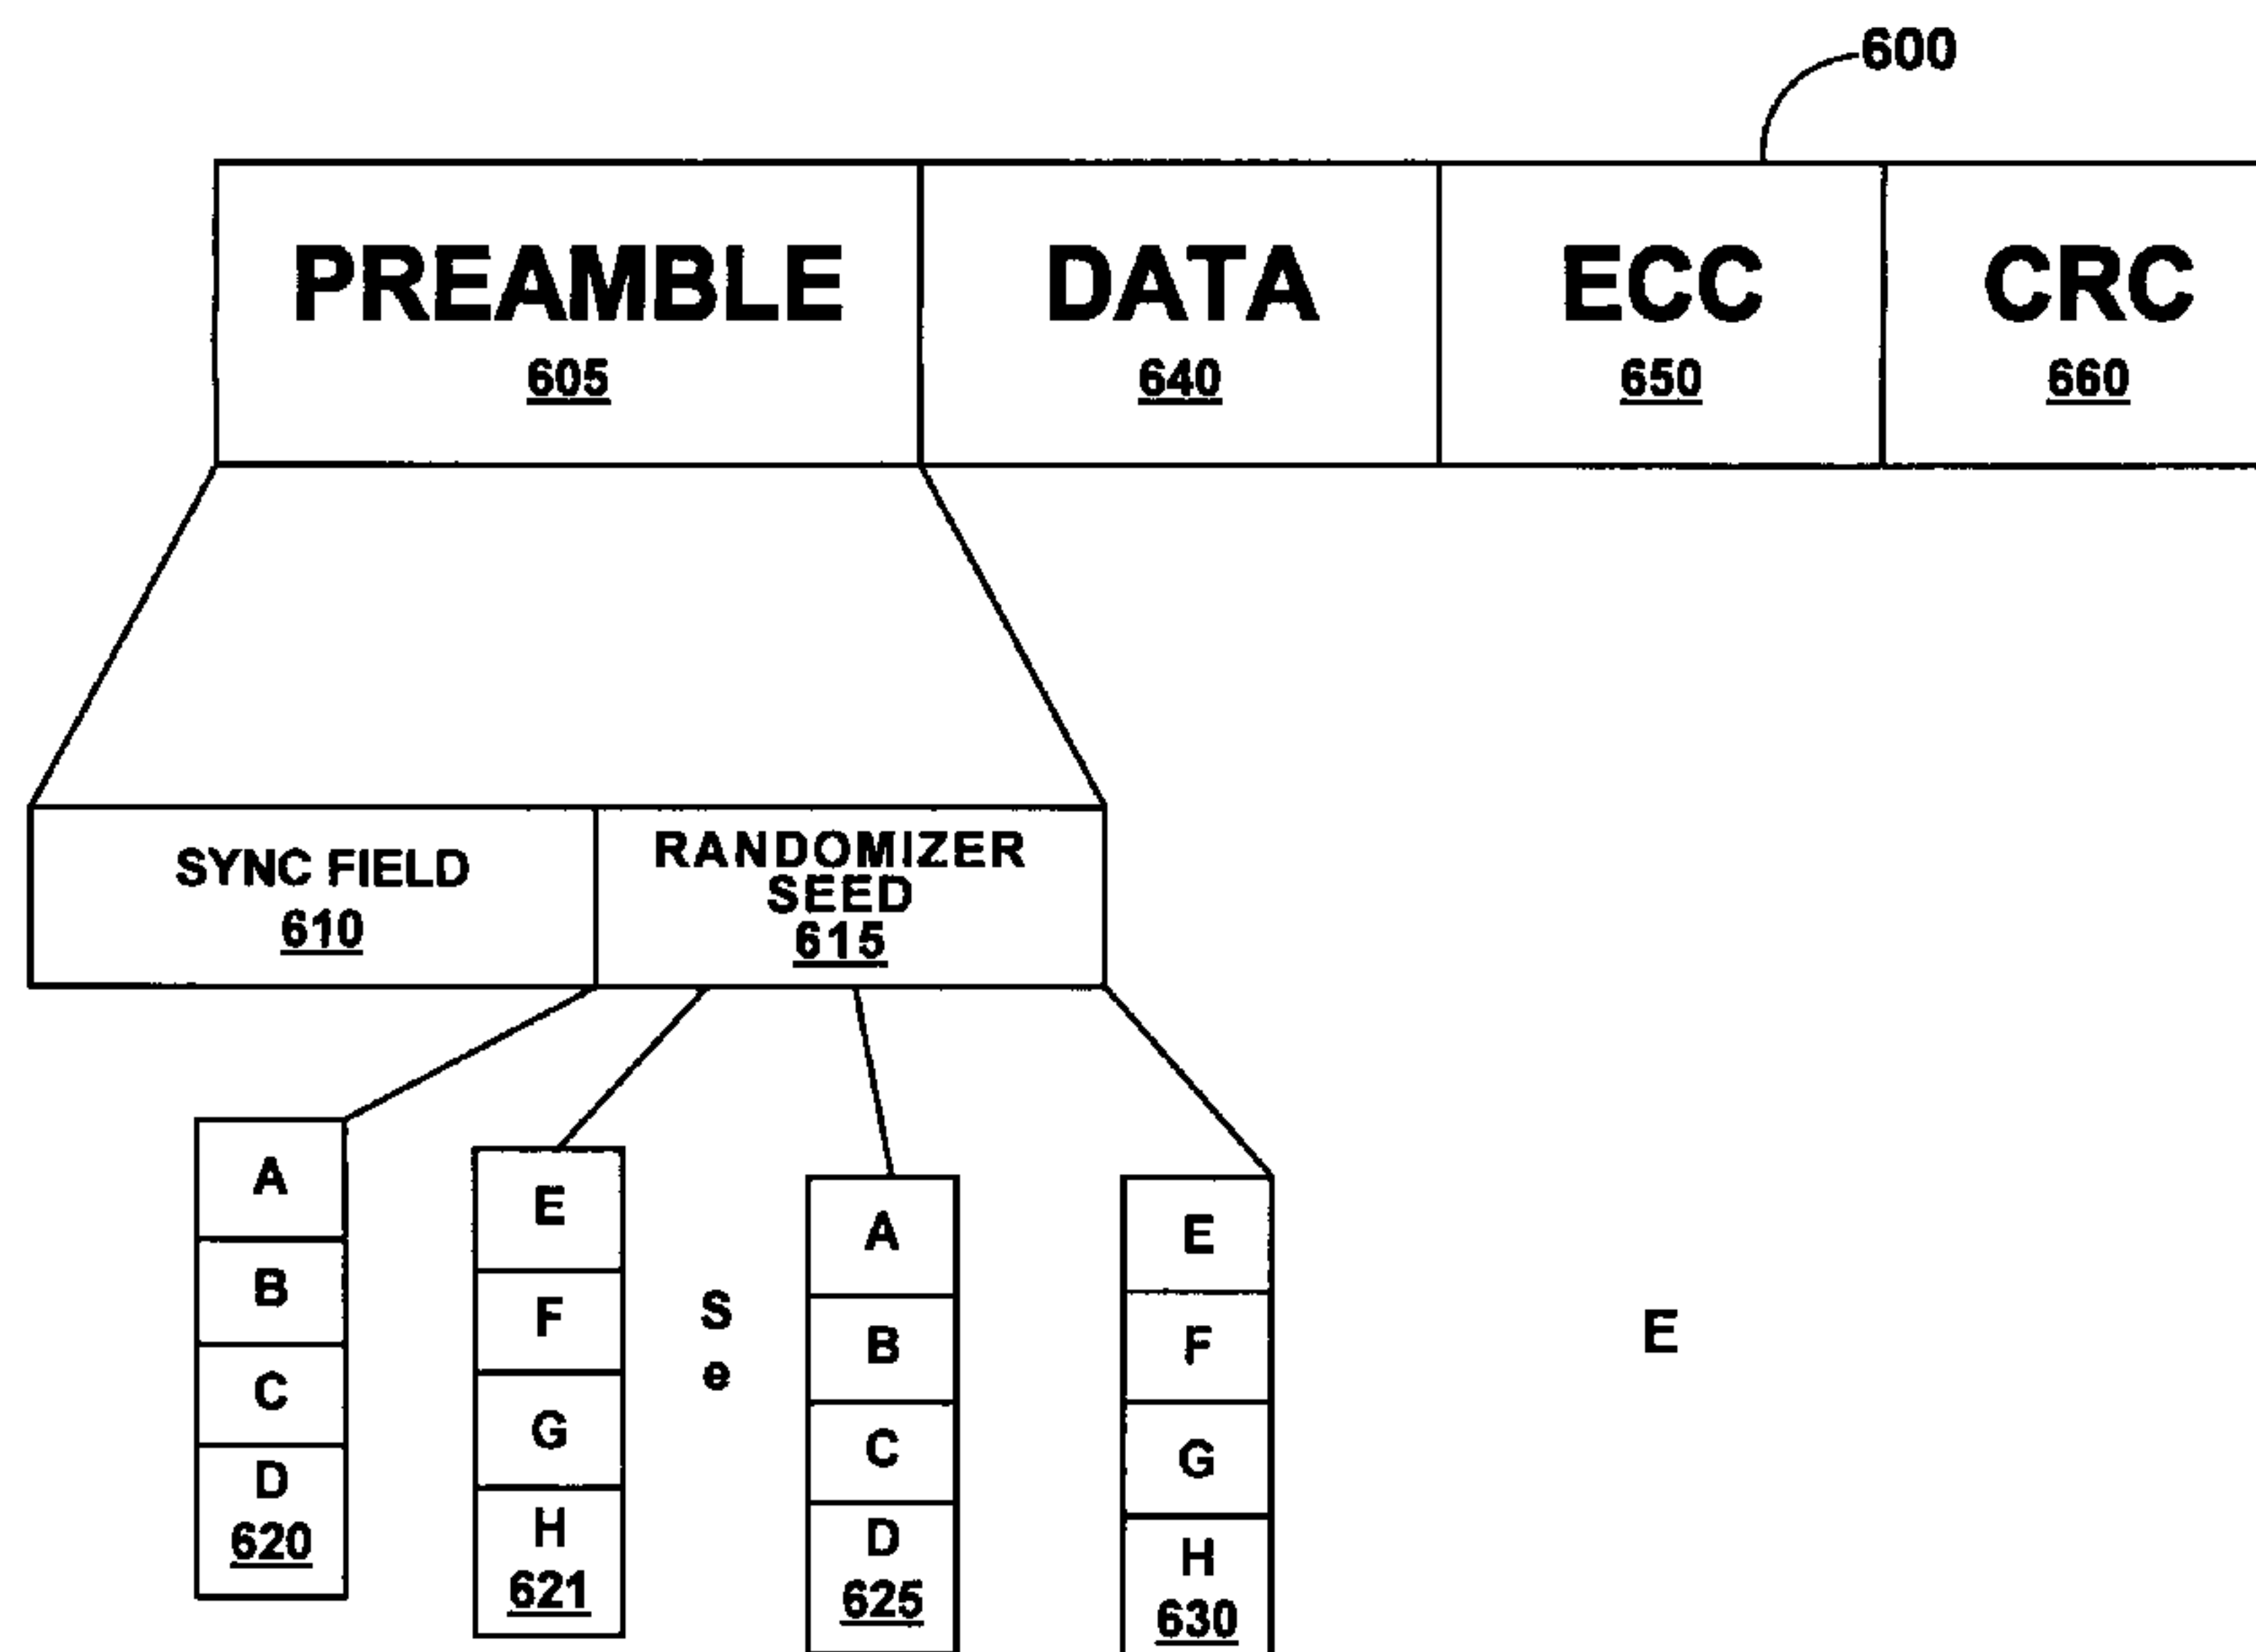 600
PREAMBLE
605
DATA
640
ECC
650
CRC
660
SYNC FIELD
610
RANDOMIZER
SEED
615
A
B
C
D
620
E
F
G
H
621
S
e
A
B
C
D
625
E
F
G
H
630
E